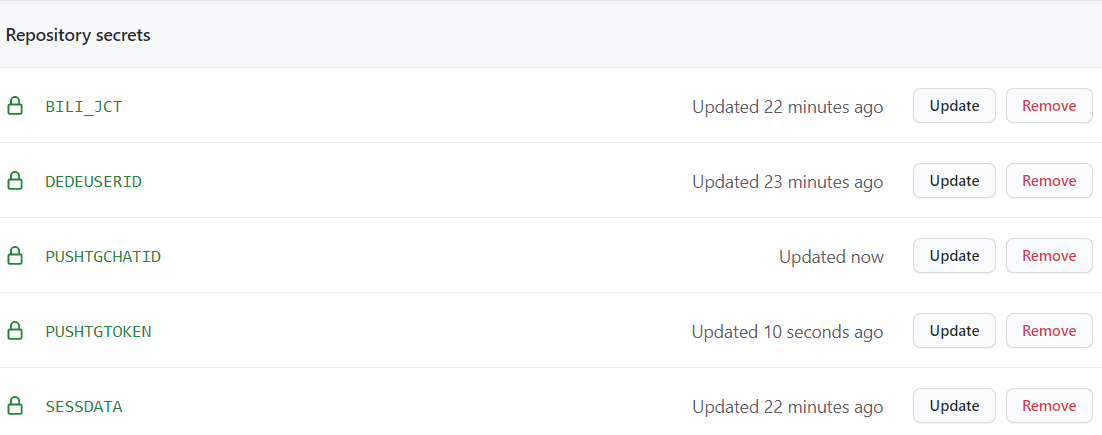 Repository secrets
BILI_JCT Updated 22 minutes ago Update Remove
DEDEUSERID Updated 23 minutes ago Update Remove
PUSHTGCHATID Updated now Update Remove
PUSHTGTOKEN Updated 10 seconds ago Update Remove
SESSDATA Updated 22 minutes ago Update Remove